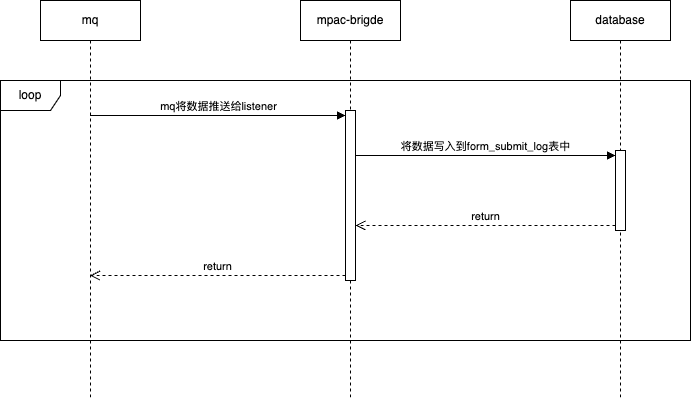 mq
mpac-brigde
database
loop
mq将数据推送给listener
将数据写入到form_submit_log表中
return
return